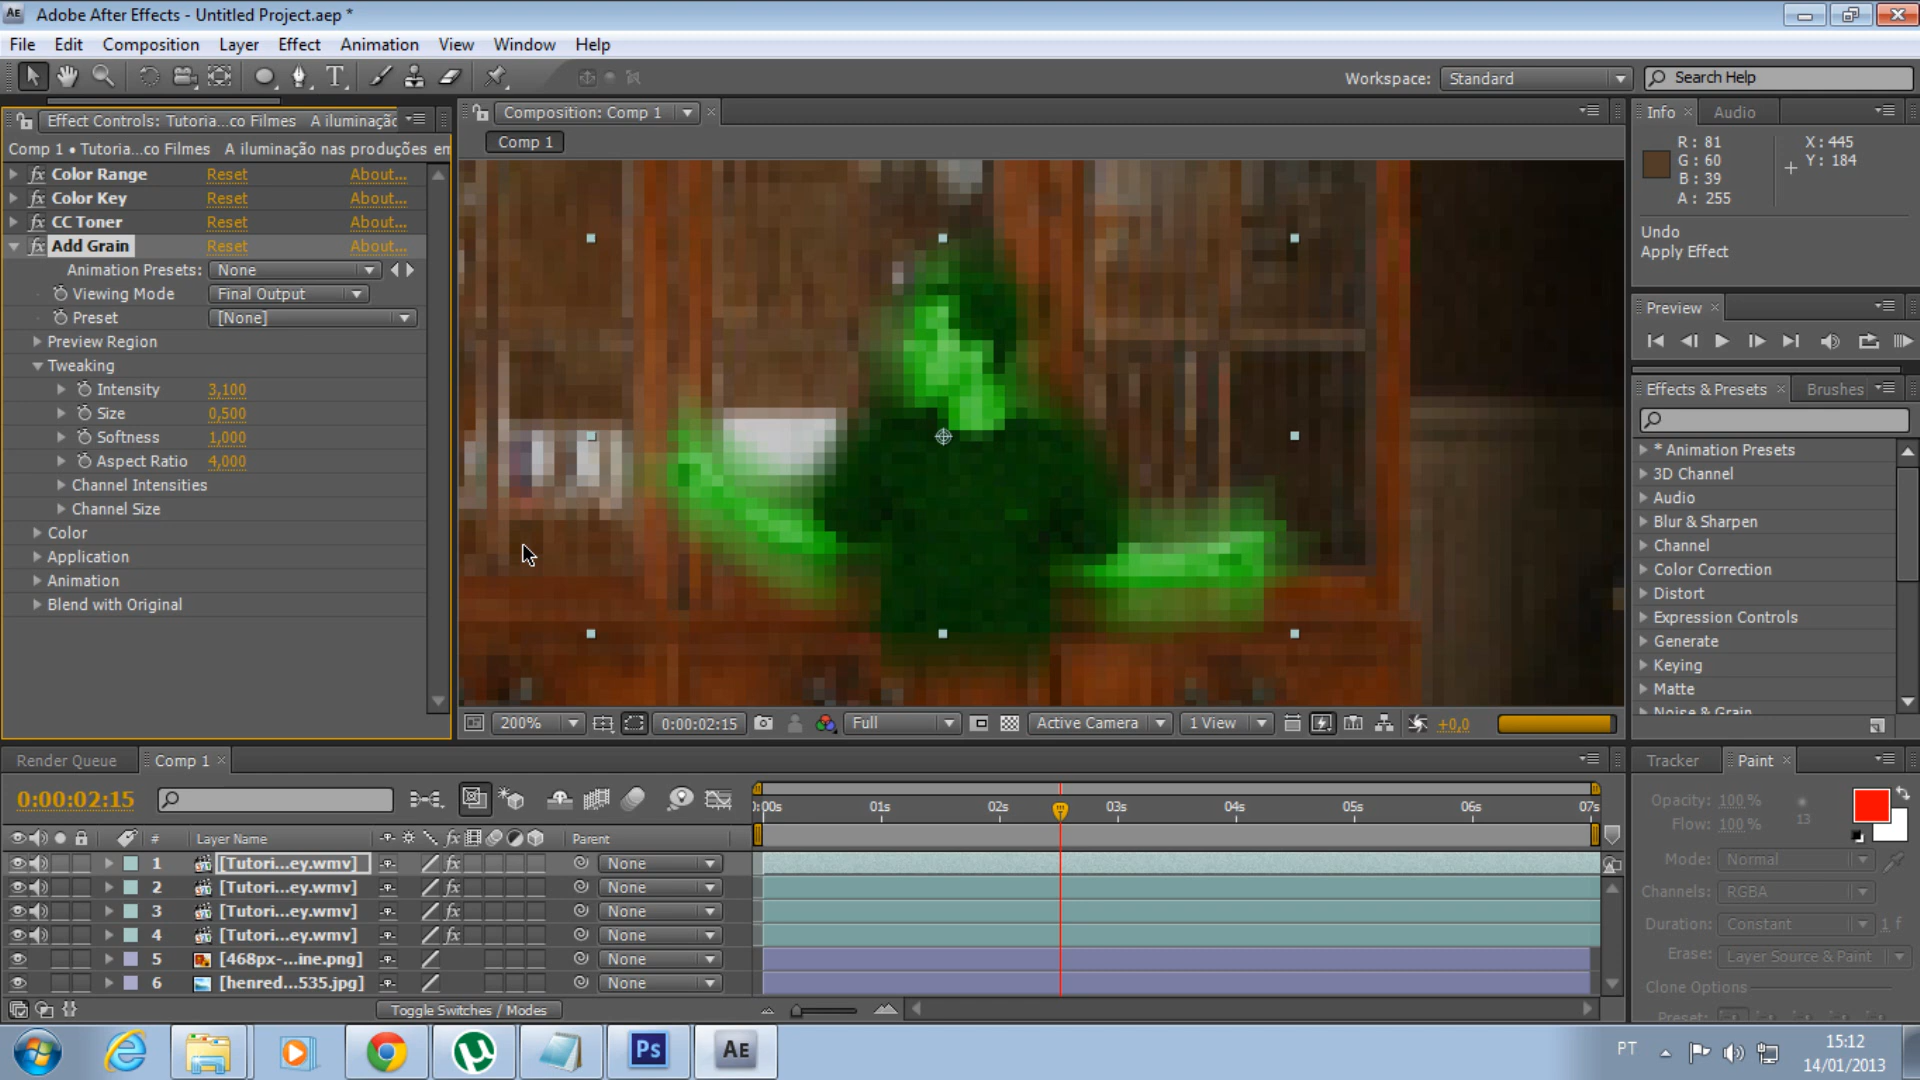 Adobe After Effects - Untitled Project.aep *
File Edit Composition Layer Effect Animation View Window Help
Workspace: Standard Search Help
Effect Controls: Tutoria...co Filmes A iluminação
Comp 1 • Tutoria...co Filmes A iluminação nas produções em
Color Range Reset About...
Color Key Reset About...
CC Toner Reset About...
Add Grain Reset About...
Animation Presets: None
Viewing Mode Final Output
Preset [None]
Preview Region
Tweaking
Intensity 3,100
Size 0,500
Softness 1,000
Aspect Ratio 4,000
Channel Intensities
Channel Size
Color
Application
Animation
Blend with Original
Composition: Comp 1
Comp 1
200% 0:00:02:15 Full Active Camera 1 View +0,0
Info Audio
R: 81 X: 445
G: 60 Y: 184
B: 39
A: 255
Undo
Apply Effect
Preview
Effects & Presets Brushes
* Animation Presets
3D Channel
Audio
Blur & Sharpen
Channel
Color Correction
Distort
Expression Controls
Generate
Keying
Matte
Noise & Grain
Render Queue Comp 1
0:00:02:15
):00s 01s 02s 03s 04s 05s 06s 07s
# Layer Name Parent
1 [Tutori...ey.wmv] None
2 [Tutori...ey.wmv] None
3 [Tutori...ey.wmv] None
4 [Tutori...ey.wmv] None
5 [468px-...ine.png] None
6 [henred...535.jpg] None
Toggle Switches / Modes
Tracker Paint
Opacity: 100 %
Flow: 100 % 13
Mode: Normal
Channels: RGBA
Duration: Constant 1 f
Erase: Layer Source & Paint
Clone Options
Preset:
Ps AE
PT 15:12
14/01/2013